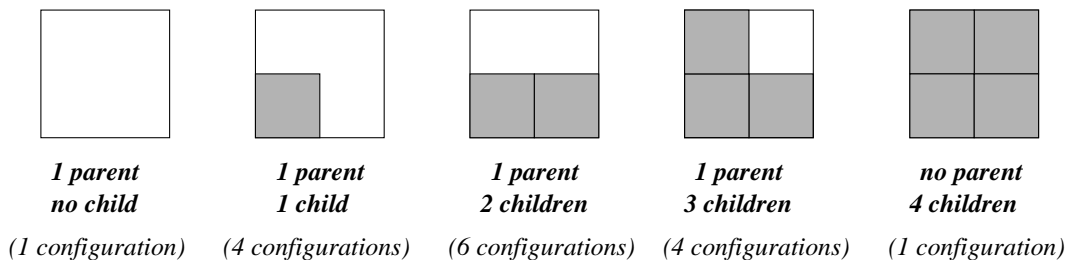 1 parent
no child
(1 configuration)
1 parent
1 child
(4 configurations)
1 parent
2 children
(6 configurations)
1 parent
3 children
(4 configurations)
no parent
4 children
(1 configuration)